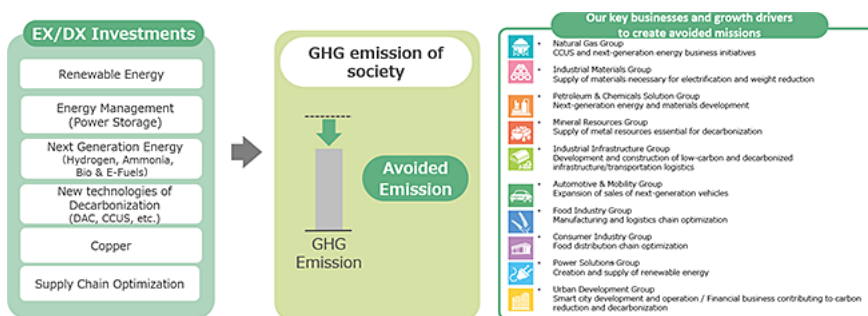 EX/DX Investments
Renewable Energy
Energy Management
(Power Storage)
Next Generation Energy
(Hydrogen, Ammonia,
Bio & E-Fuels)
New technologies of
Decarbonization
(DAC, CCUS, etc.)
Copper
Supply Chain Optimization
GHG emission of
society
Avoided
Emission
GHG
Emission
Our key businesses and growth drivers
to create avoided missions
• Natural Gas Group
CCUS and next-generation energy business initiatives
• Industrial Materials Group
Supply of materials necessary for electrification and weight reduction
• Petroleum & Chemicals Solution Group
Next-generation energy and materials development
• Mineral Resources Group
Supply of metal resources essential for decarbonization
• Industrial Infrastructure Group
Development and construction of low-carbon and decarbonized
infrastructure/transportation logistics
• Automotive & Mobility Group
Expansion of sales of next-generation vehicles
• Food Industry Group
Manufacturing and logistics chain optimization
• Consumer Industry Group
Food distribution chain optimization
• Power Solutions Group
Creation and supply of renewable energy
• Urban Development Group
Smart city development and operation / Financial business contributing to carbon
reduction and decarbonization